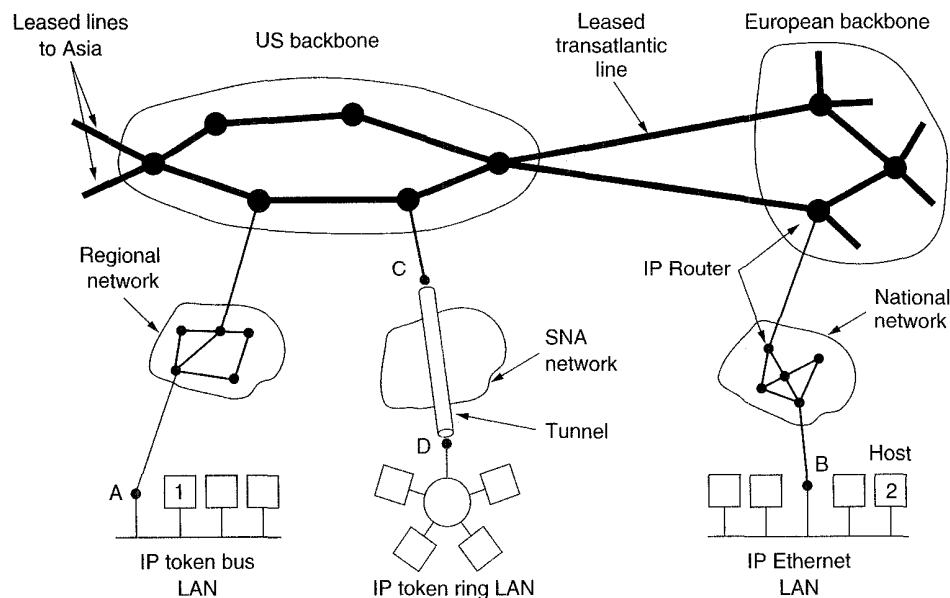 Leased lines
to Asia
US backbone
Leased
transatlantic
line
European backbone
Regional
network
C
IP Router
National
network
SNA
network
Tunnel
D
A
1
B
Host
2
IP token bus
LAN
IP token ring LAN
IP Ethernet
LAN